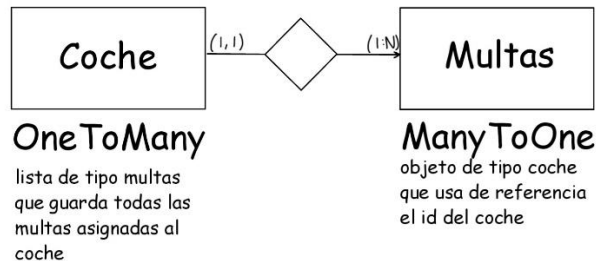 Coche
(1,1)
(1:N)
Multas
OneToMany
lista de tipo multas
que guarda todas las
multas asignadas al
coche
ManyToOne
objeto de tipo coche
que usa de referencia
el id del coche